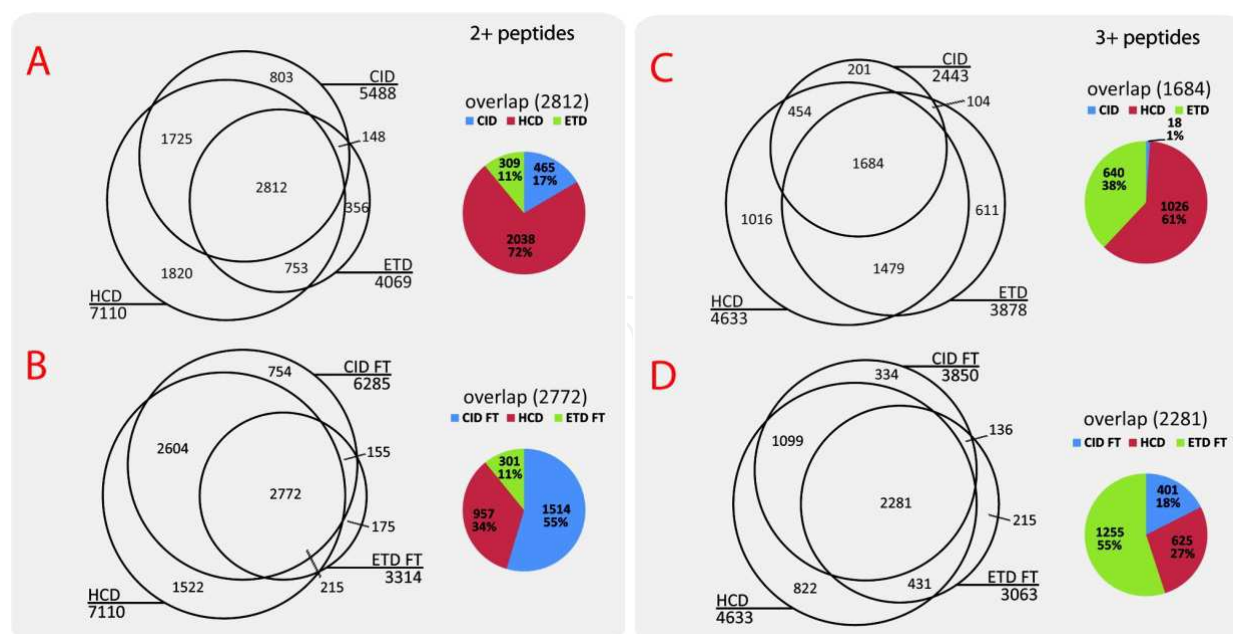 2+ peptides
A
803
CID
5488
1725
148
2812
356
1820
753
ETD
4069
HCD
7110
overlap (2812)
CID HCD ETD
309
11%
465
17%
2038
72%
B
754
CID FT
6285
2604
155
2772
175
1522
215
ETD FT
3314
HCD
7110
overlap (2772)
CID FT HCD ETD FT
301
11%
957
34%
1514
55%
3+ peptides
C
201
CID
2443
454
104
1684
1016
611
1479
HCD
4633
ETD
3878
overlap (1684)
CID HCD ETD
18
1%
640
38%
1026
61%
D
334
CID FT
3850
1099
136
2281
215
822
431
ETD FT
3063
HCD
4633
overlap (2281)
CID FT HCD ETD FT
401
18%
1255
55%
625
27%